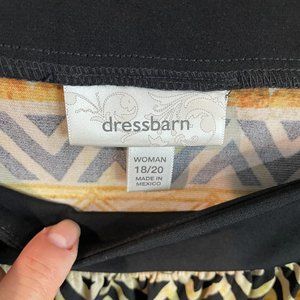 dressbarn
WOMAN
18/20
MADE IN
MEXICO